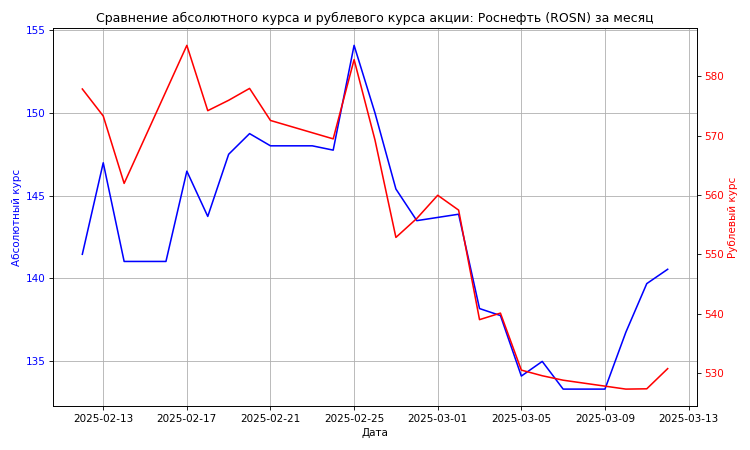 Сравнение абсолютного курса и рублевого курса акции: Роснефть (ROSN) за месяц
155
150
145
140
135
Абсолютный курс
580
570
560
550
540
530
Рублевый курс
2025-02-13 2025-02-17 2025-02-21 2025-02-25 2025-03-01 2025-03-05 2025-03-09 2025-03-13
Дата